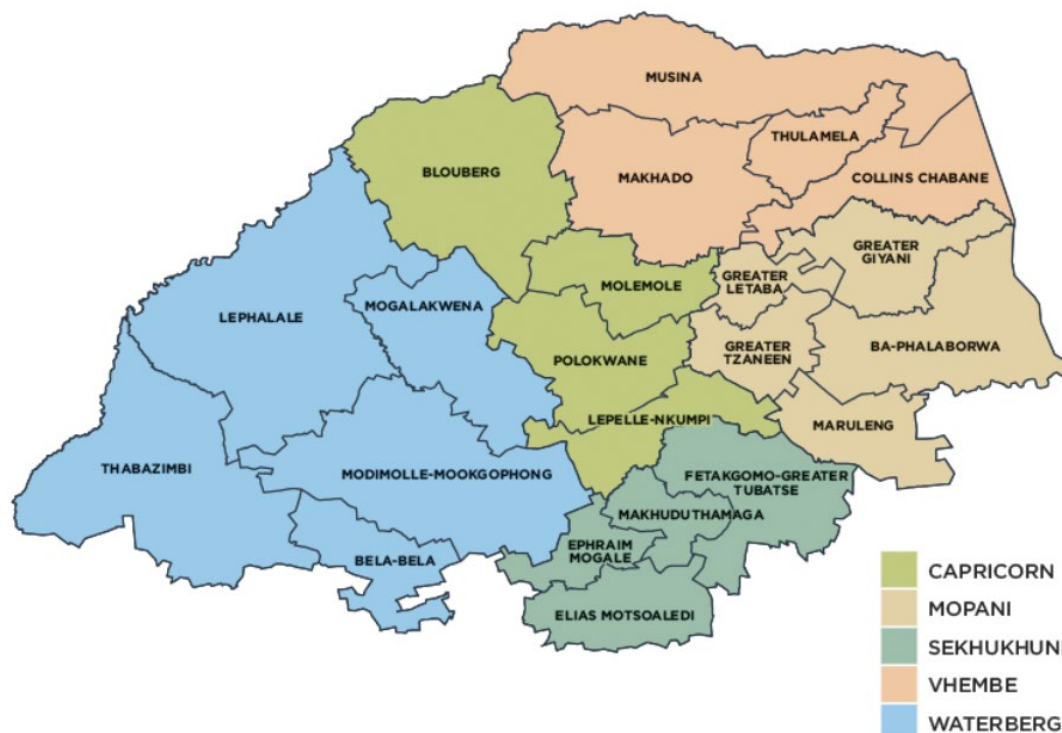 MUSINA
THULAMELA
BLOUBERG
MAKHADO
COLLINS CHABANE
GREATER
GIYANI
MOLEMOLE
GREATER
LETABA
LEPHALALE
MOGALAKWENA
POLOKWANE
GREATER
TZANEEN
BA-PHALABORWA
LEPELLE-NKUMPI
MARULENG
THABAZIMBI
MODIMOLLE-MOOKGOPHONG
FETAKGOMO-GREATER
TUBATSE
MAKHUDUTHAMAGA
EPHRAIM
MOGALE
BELA-BELA
ELIAS MOTSOALEDI
CAPRICORN
MOPANI
SEKHUKHUN
VHEMBE
WATERBERG